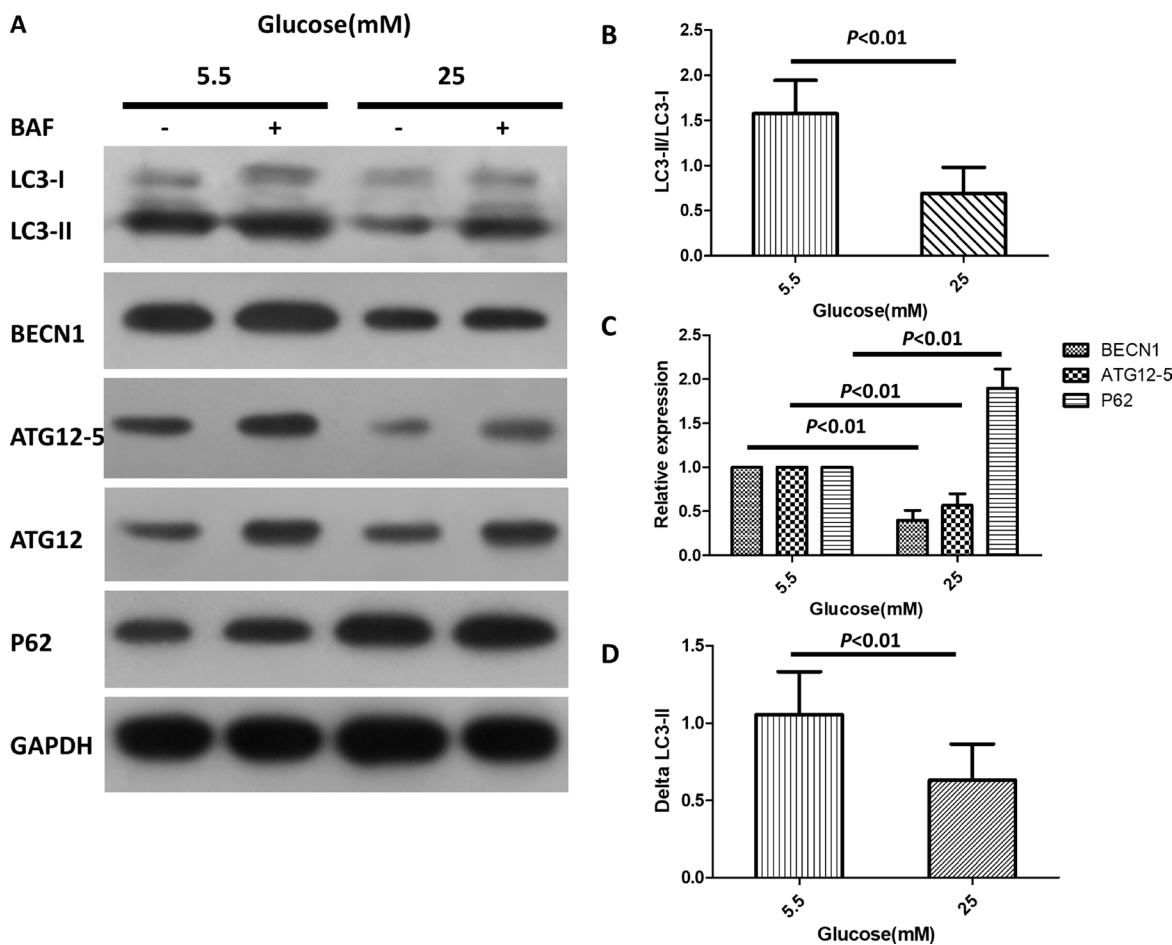 A
Glucose(mM)
5.5 25
BAF - + - +
LC3-I
LC3-II
BECN1
ATG12-5
ATG12
P62
GAPDH
B
P<0.01
LC3-II/LC3-I
2.5
2.0
1.5
1.0
0.5
0.0
5.5 25
Glucose(mM)
C
P<0.01
P<0.01
P<0.01
BECN1
ATG12-5
P62
Relative expression
2.5
2.0
1.5
1.0
0.5
0.0
5.5 25
Glucose(mM)
D
P<0.01
Delta LC3-II
1.5
1.0
0.5
0.0
5.5 25
Glucose(mM)